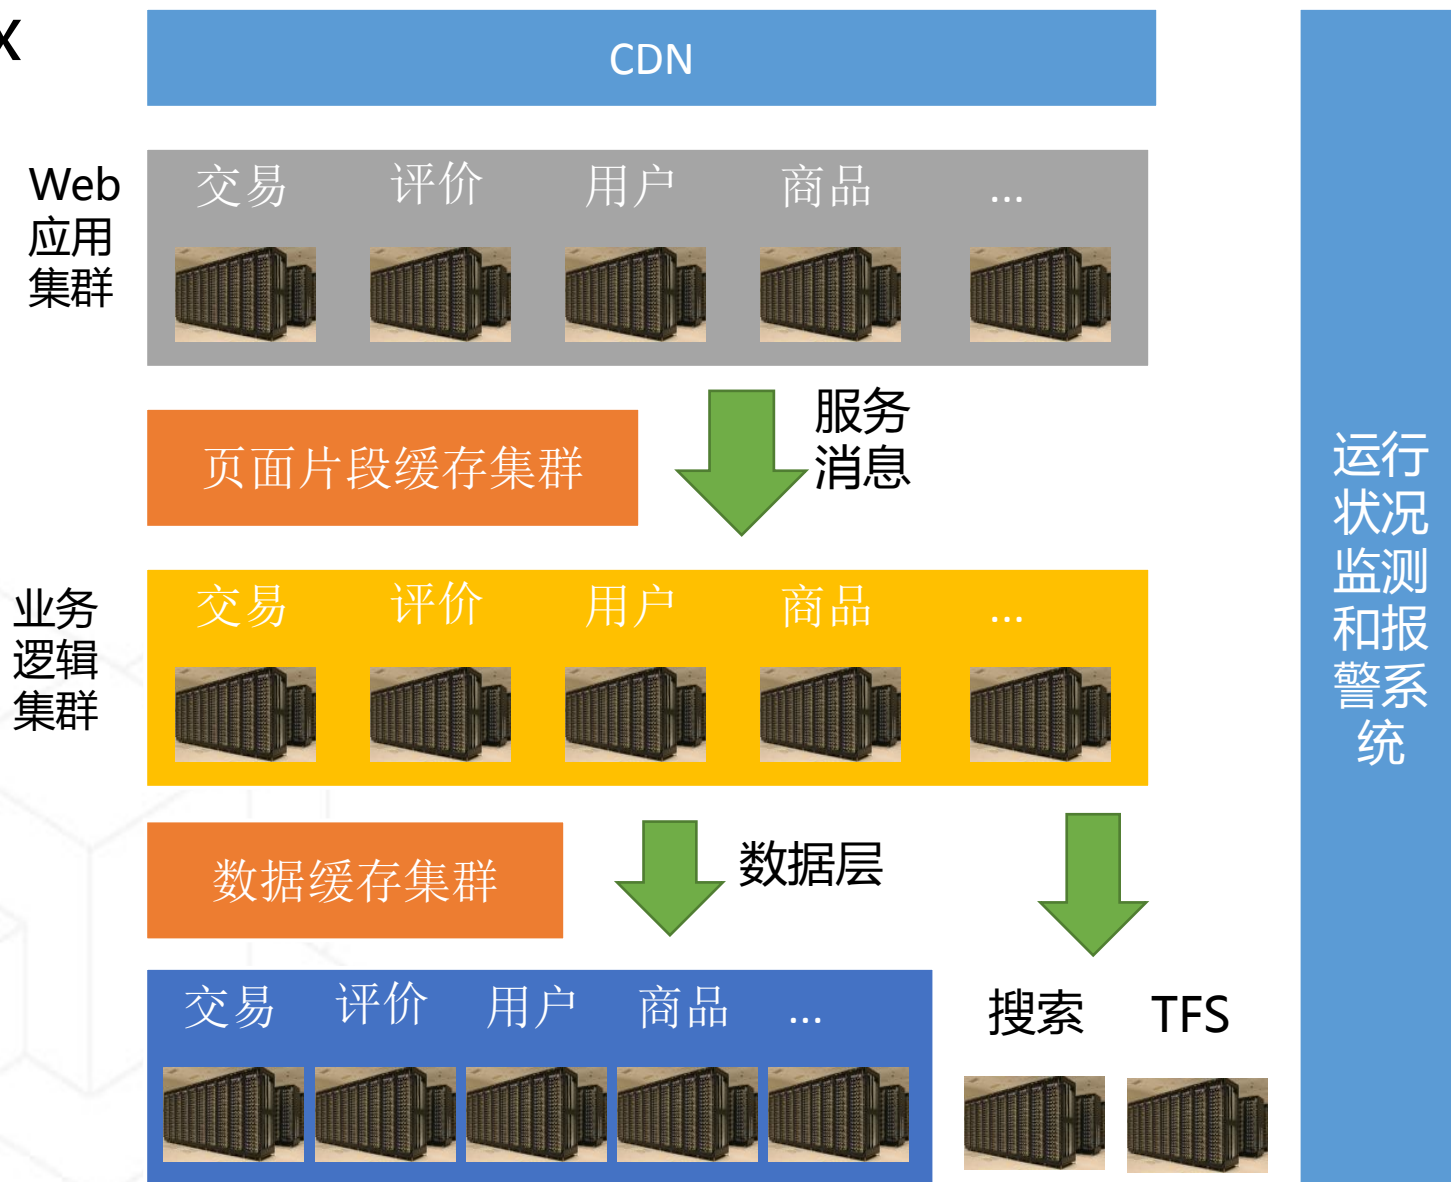 x
CDN
Web
应用
集群
交易 评价 用户 商品 ...
页面片段缓存集群
服务
消息
业务
逻辑
集群
交易 评价 用户 商品 ...
数据缓存集群
数据层
交易 评价 用户 商品 ...
搜索 TFS
运行
状况
监测
和报
警系
统